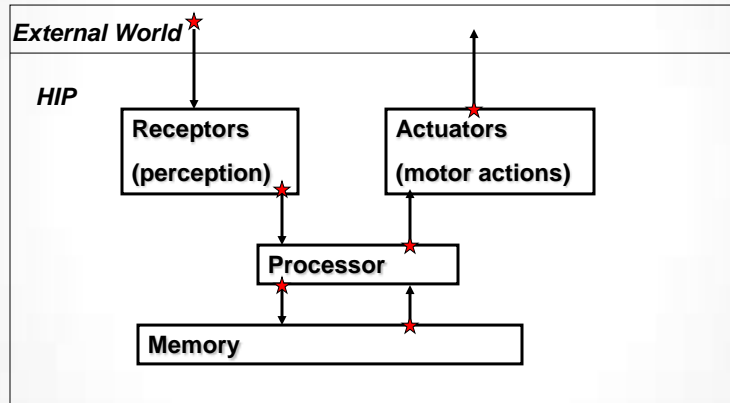 External World
HIP
Receptors
(perception)
Actuators
(motor actions)
Processor
Memory